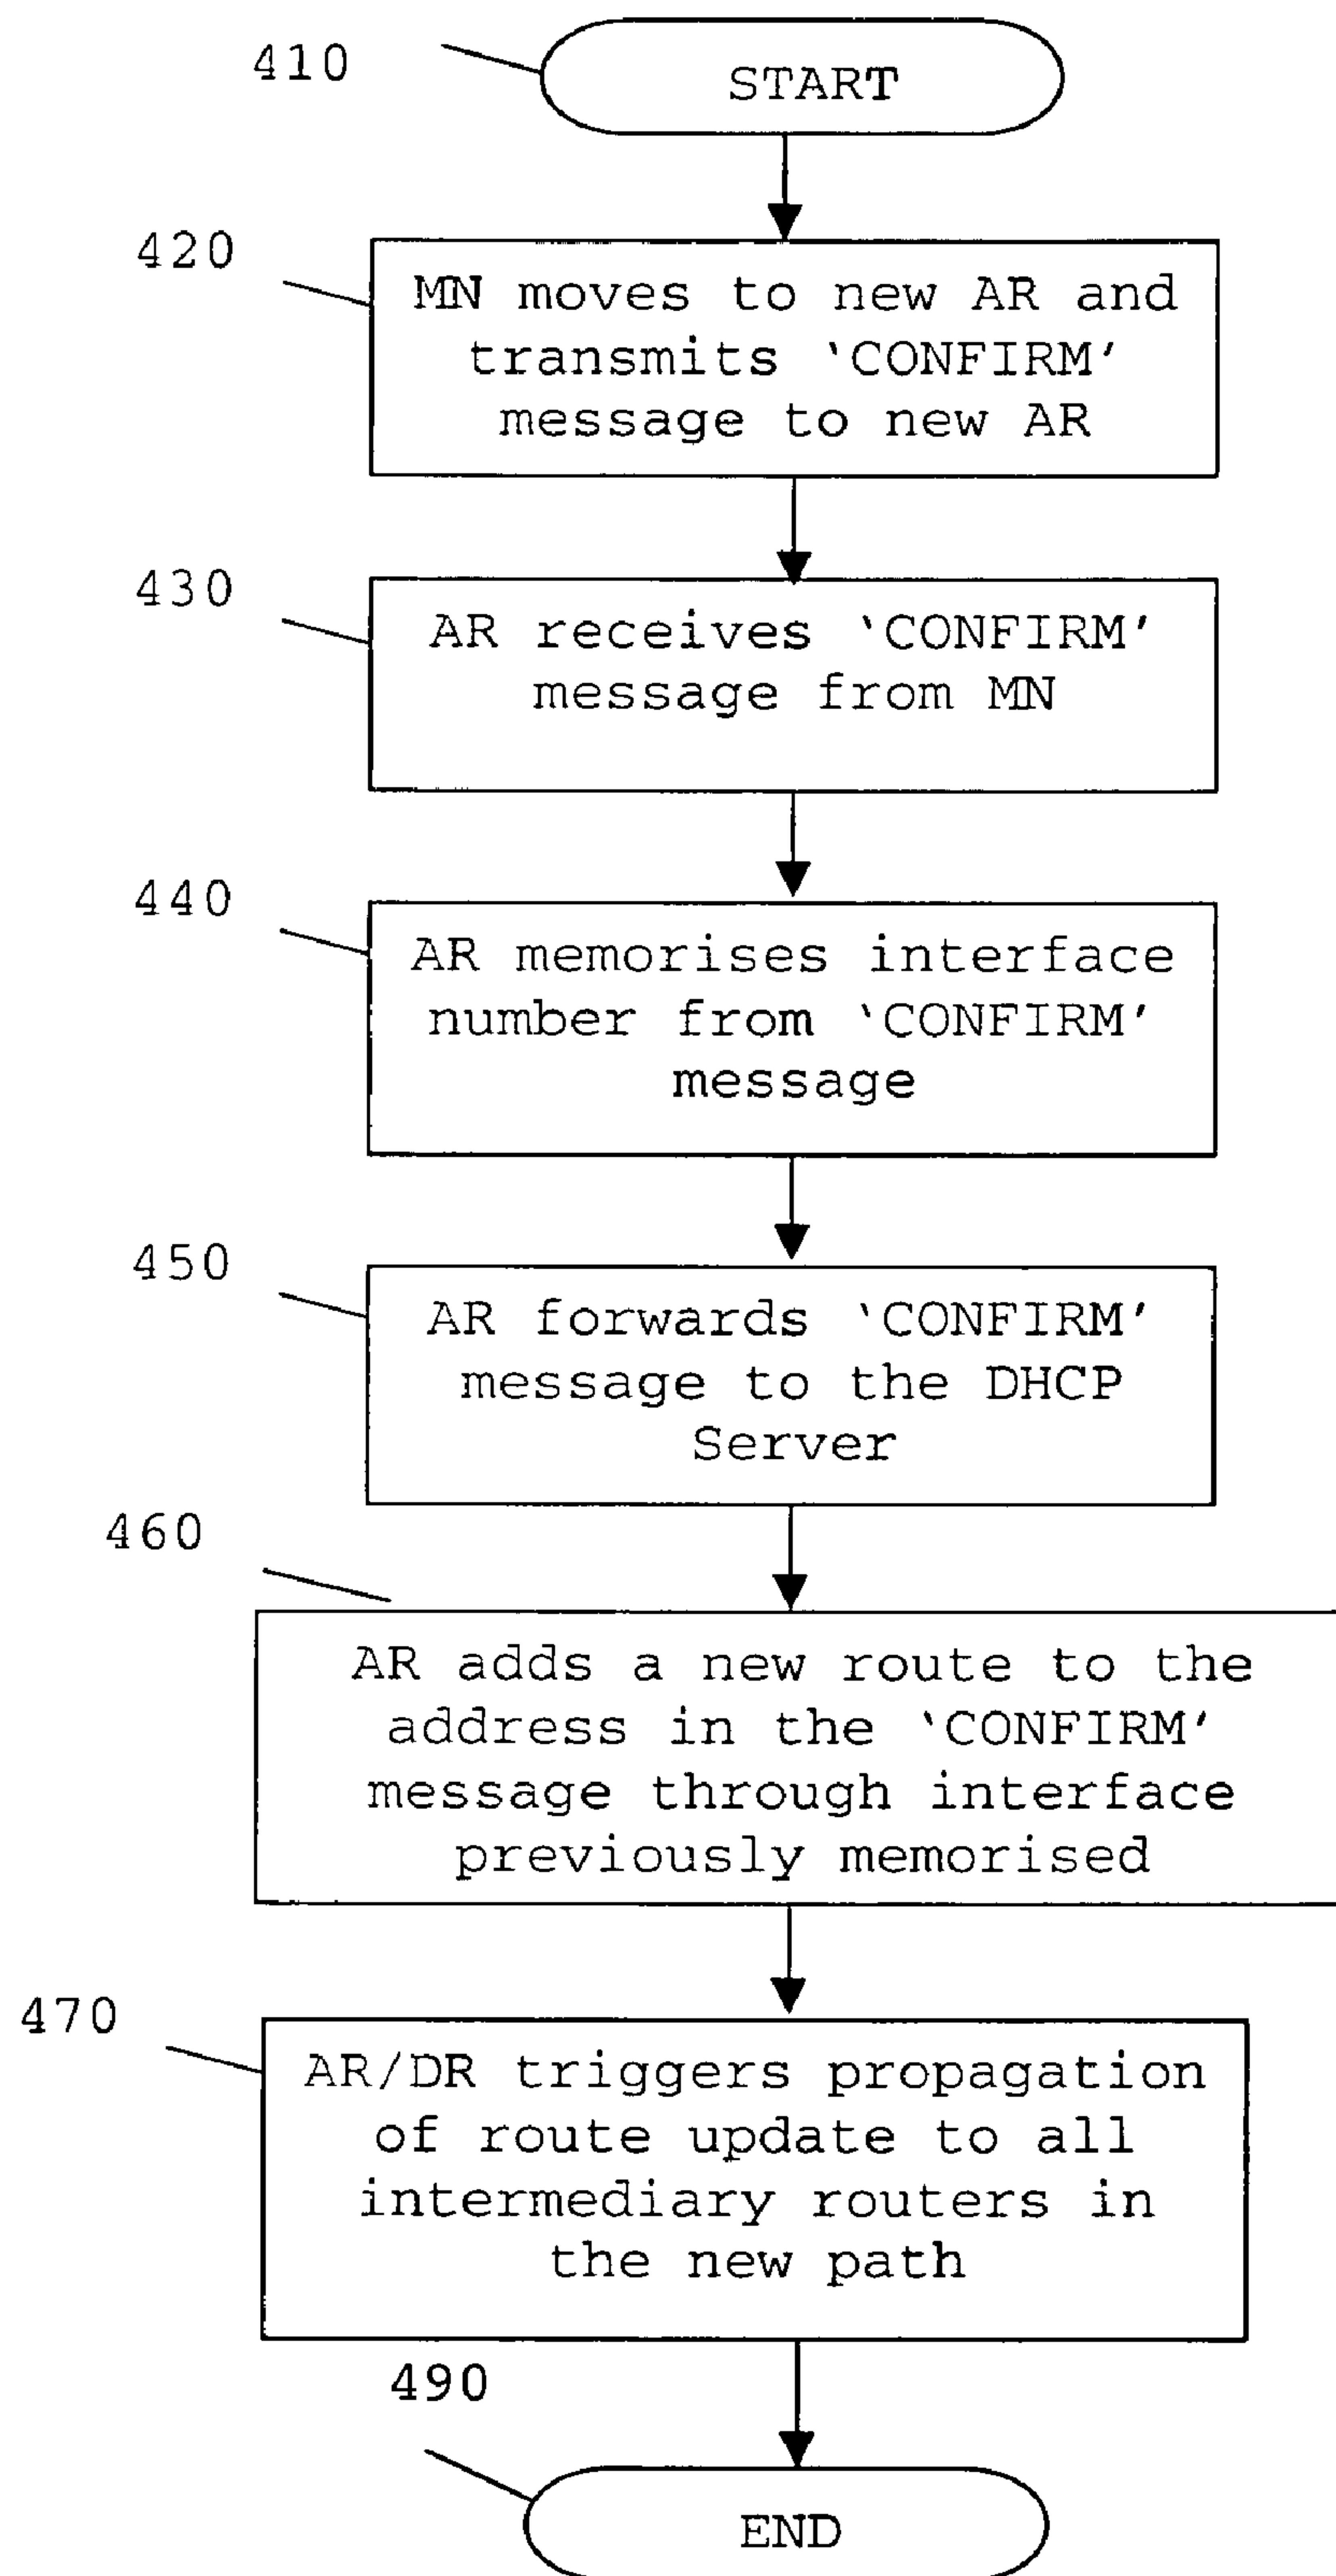 410
START
420
MN moves to new AR and
transmits ‘CONFIRM’
message to new AR
430
AR receives ‘CONFIRM’
message from MN
440
AR memorises interface
number from ‘CONFIRM’
message
450
AR forwards ‘CONFIRM’
message to the DHCP
Server
460
AR adds a new route to the
address in the ‘CONFIRM’
message through interface
previously memorised
470
AR/DR triggers propagation
of route update to all
intermediary routers in
the new path
490
END